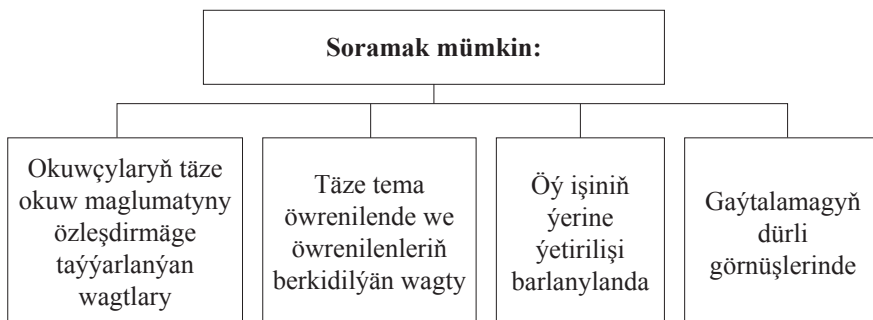 Soramak mümkin:
Okuwçylaryň täze
okuw maglumatyny
özleşdirmäge
taýýarlanýan
wagtlary
Täze tema
öwrenilende we
öwrenilenleriň
berkidilýän wagty
Öý işiniň
ýerine
ýetirilişi
barlanylanda
Gaýtalamagyň
dürli
görnüşlerinde